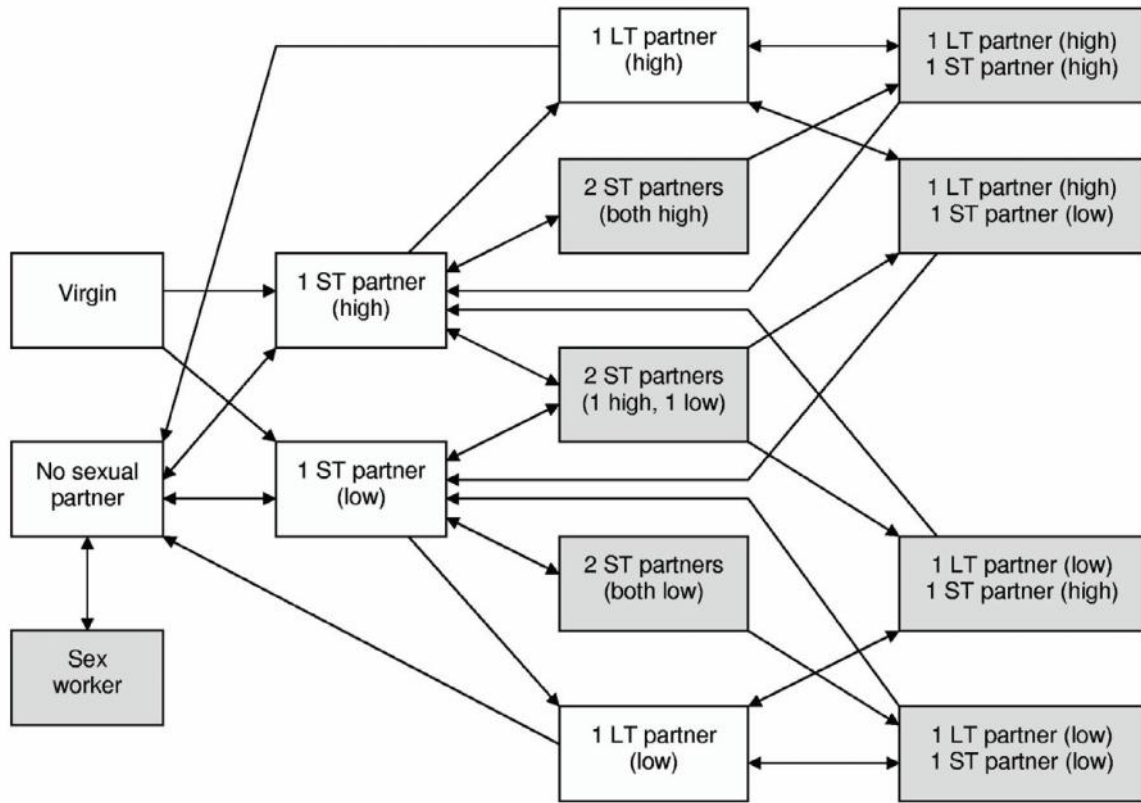 1 LT partner
(high)
1 LT partner (high)
1 ST partner (high)
2 ST partners
(both high)
1 LT partner (high)
1 ST partner (low)
Virgin
1 ST partner
(high)
2 ST partners
(1 high, 1 low)
No sexual
partner
1 ST partner
(low)
2 ST partners
(both low)
1 LT partner (low)
1 ST partner (high)
Sex
worker
1 LT partner
(low)
1 LT partner (low)
1 ST partner (low)